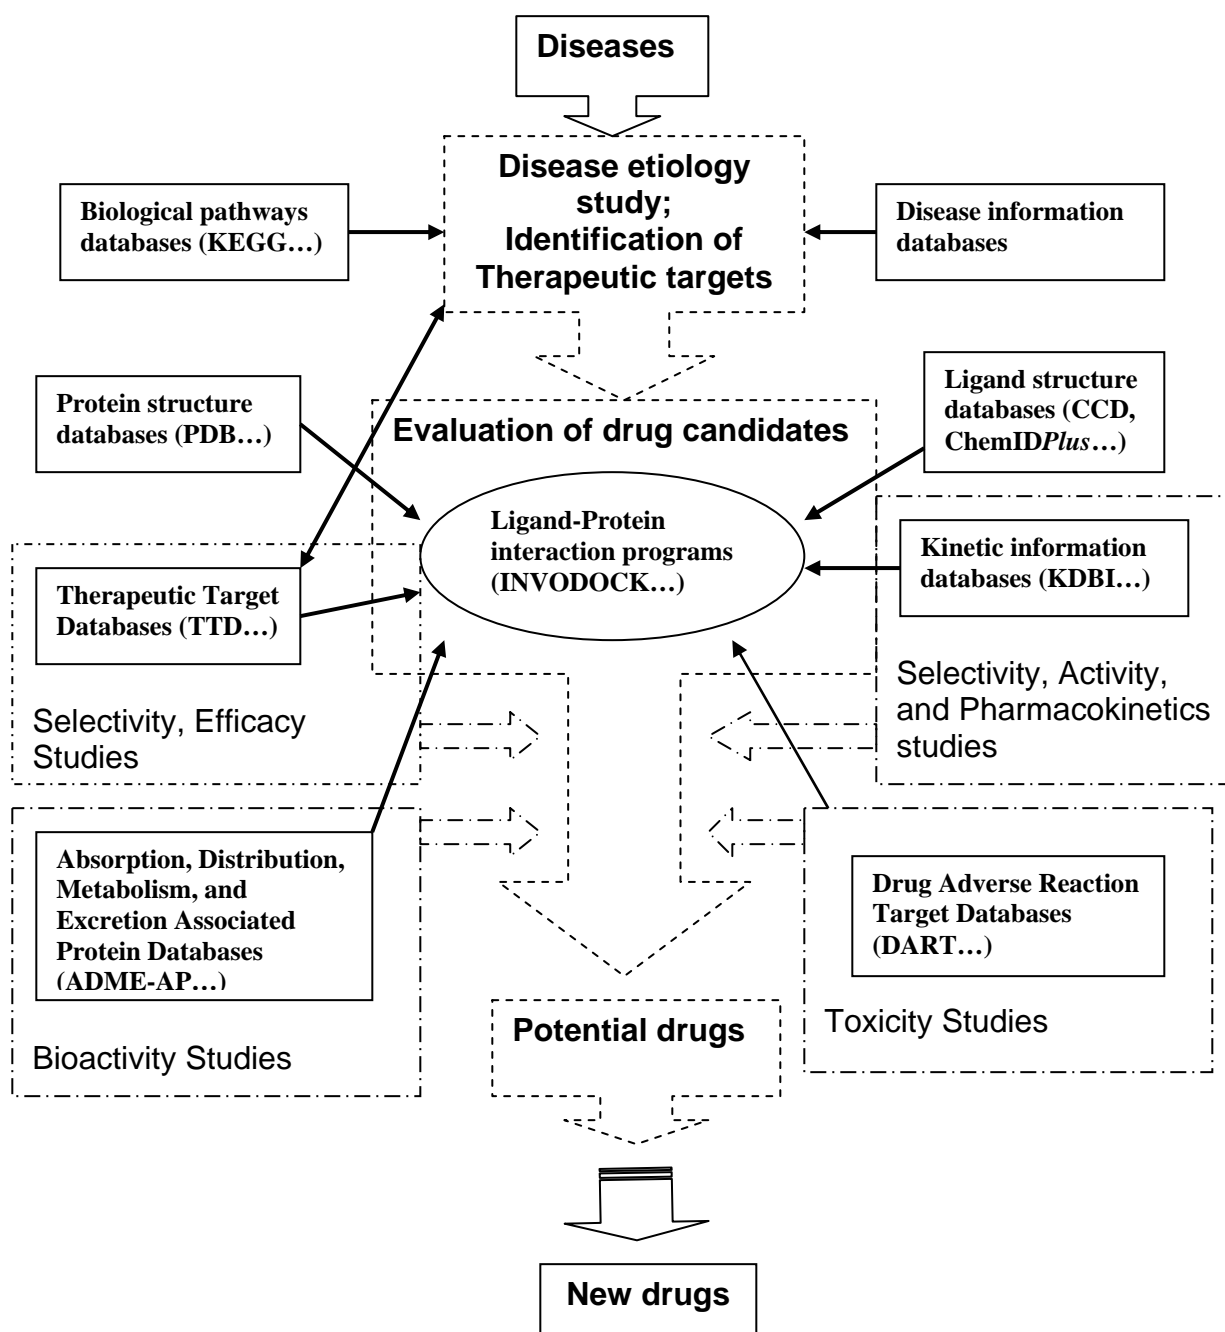 Diseases
Disease etiology
study;
Identification of
Therapeutic targets
Biological pathways
databases (KEGG…)
Disease information
databases
Protein structure
databases (PDB…)
Evaluation of drug candidates
Ligand structure
databases (CCD,
ChemIDPlus…)
Ligand-Protein
interaction programs
(INVODOCK…)
Kinetic information
databases (KDBI…)
Therapeutic Target
Databases (TTD…)
Selectivity, Efficacy
Studies
Selectivity, Activity,
and Pharmacokinetics
studies
Absorption, Distribution,
Metabolism, and
Excretion Associated
Protein Databases
(ADME-AP…)
Bioactivity Studies
Drug Adverse Reaction
Target Databases
(DART…)
Toxicity Studies
Potential drugs
New drugs